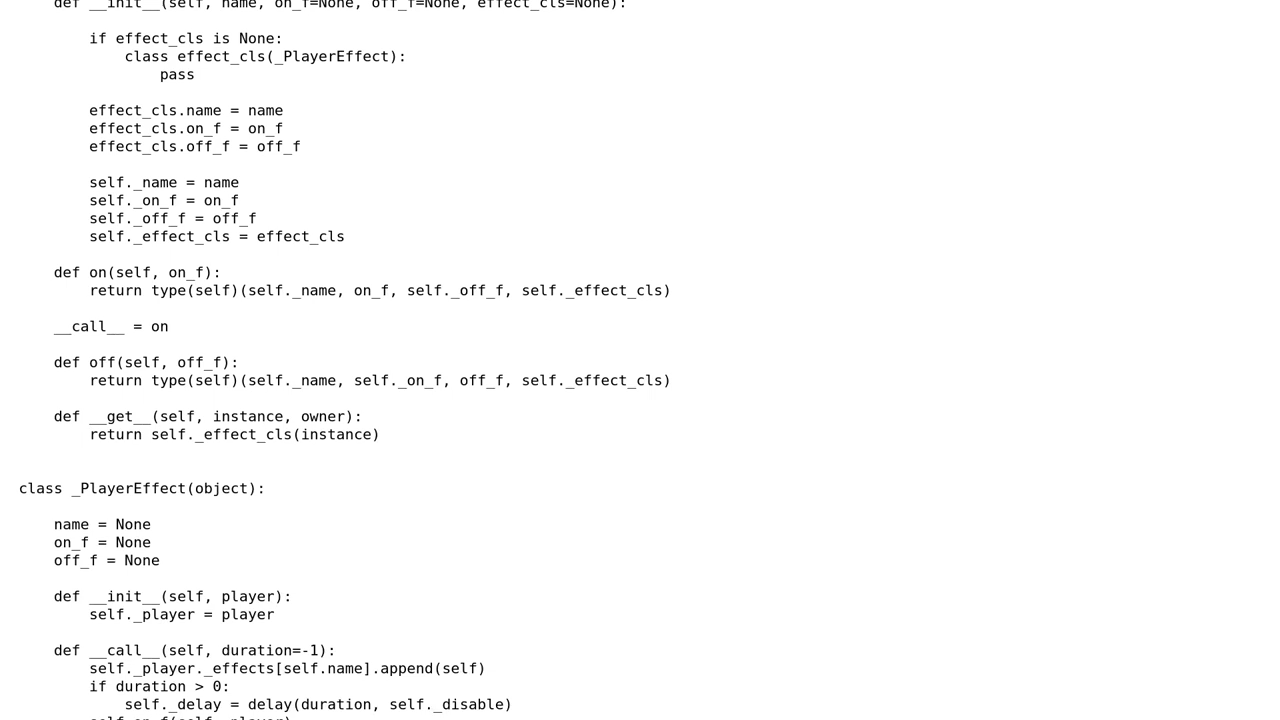 def __init__(self, name, on_f=None, off_f=None, effect_cls=None):

        if effect_cls is None:
            class effect_cls(_PlayerEffect):
                pass

        effect_cls.name = name
        effect_cls.on_f = on_f
        effect_cls.off_f = off_f

        self._name = name
        self._on_f = on_f
        self._off_f = off_f
        self._effect_cls = effect_cls

    def on(self, on_f):
        return type(self)(self._name, on_f, self._off_f, self._effect_cls)

    __call__ = on

    def off(self, off_f):
        return type(self)(self._name, self._on_f, off_f, self._effect_cls)

    def __get__(self, instance, owner):
        return self._effect_cls(instance)


class _PlayerEffect(object):

    name = None
    on_f = None
    off_f = None

    def __init__(self, player):
        self._player = player

    def __call__(self, duration=-1):
        self._player._effects[self.name].append(self)
        if duration > 0:
            self._delay = delay(duration, self._disable)
        self.on_f(self._player)